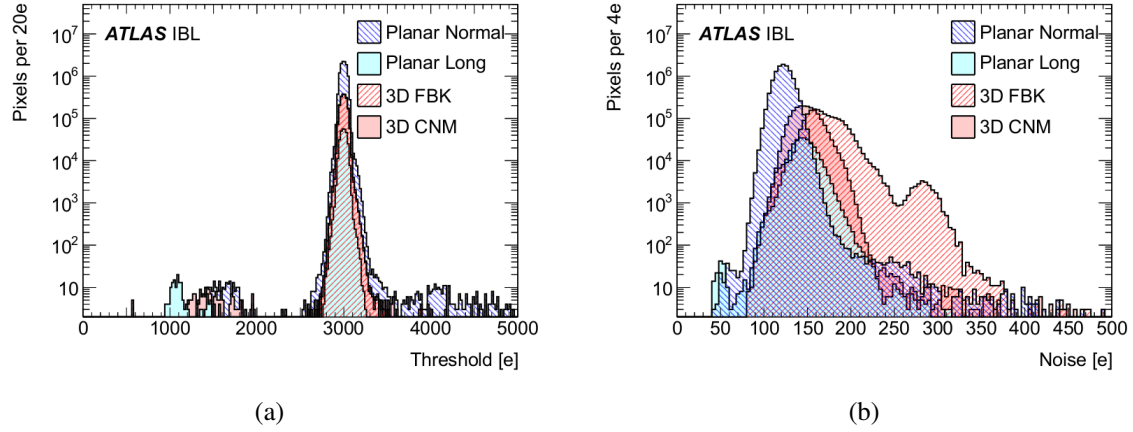 Pixels per 20e
ATLAS IBL
Planar Normal
Planar Long
3D FBK
3D CNM
10⁷
10⁶
10⁵
10⁴
10³
10²
10
0 1000 2000 3000 4000 5000
Threshold [e]
(a)
Pixels per 4e
ATLAS IBL
Planar Normal
Planar Long
3D FBK
3D CNM
10⁷
10⁶
10⁵
10⁴
10³
10²
10
0 50 100 150 200 250 300 350 400 450 500
Noise [e]
(b)